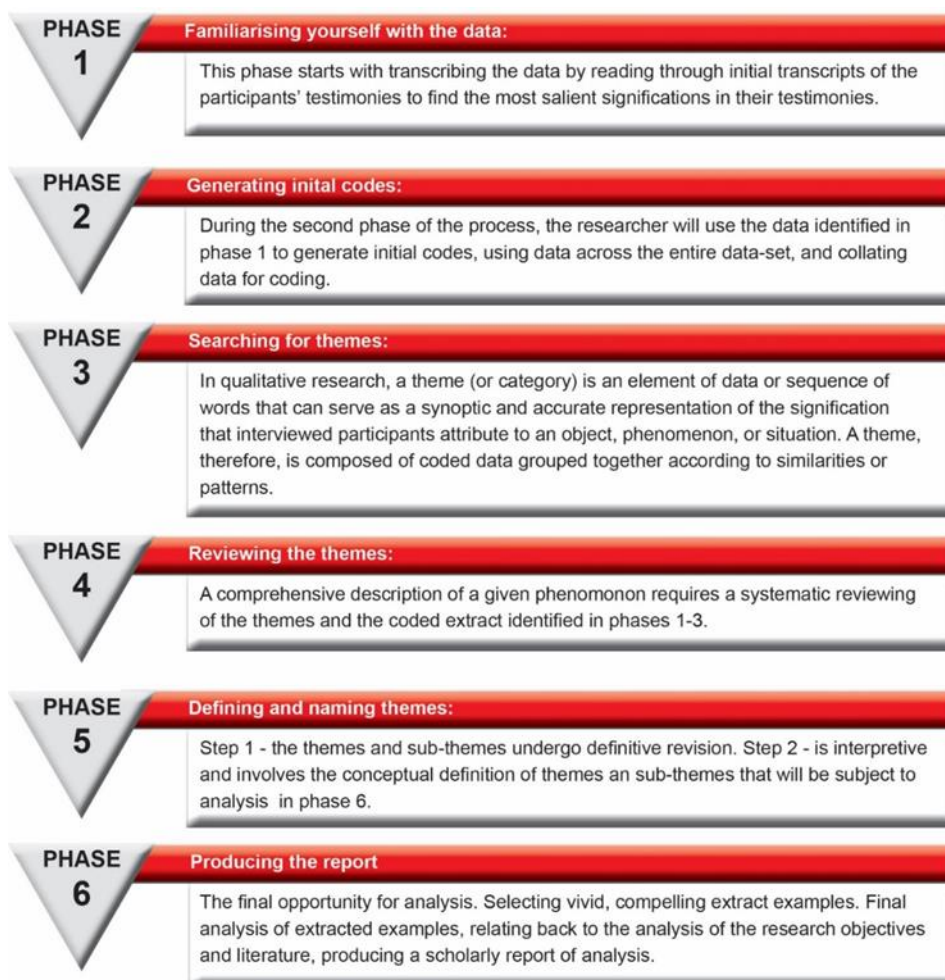 PHASE
1
Familiarising yourself with the data:
This phase starts with transcribing the data by reading through initial transcripts of the
participants' testimonies to find the most salient significations in their testimonies.
PHASE
2
Generating inital codes:
During the second phase of the process, the researcher will use the data identified in
phase 1 to generate initial codes, using data across the entire data-set, and collating
data for coding.
PHASE
3
Searching for themes:
In qualitative research, a theme (or category) is an element of data or sequence of
words that can serve as a synoptic and accurate representation of the signification
that interviewed participants attribute to an object, phenomenon, or situation. A theme,
therefore, is composed of coded data grouped together according to similarities or
patterns.
PHASE
4
Reviewing the themes:
A comprehensive description of a given phenomonon requires a systematic reviewing
of the themes and the coded extract identified in phases 1-3.
PHASE
5
Defining and naming themes:
Step 1 - the themes and sub-themes undergo definitive revision. Step 2 - is interpretive
and involves the conceptual definition of themes an sub-themes that will be subject to
analysis in phase 6.
PHASE
6
Producing the report
The final opportunity for analysis. Selecting vivid, compelling extract examples. Final
analysis of extracted examples, relating back to the analysis of the research objectives
and literature, producing a scholarly report of analysis.